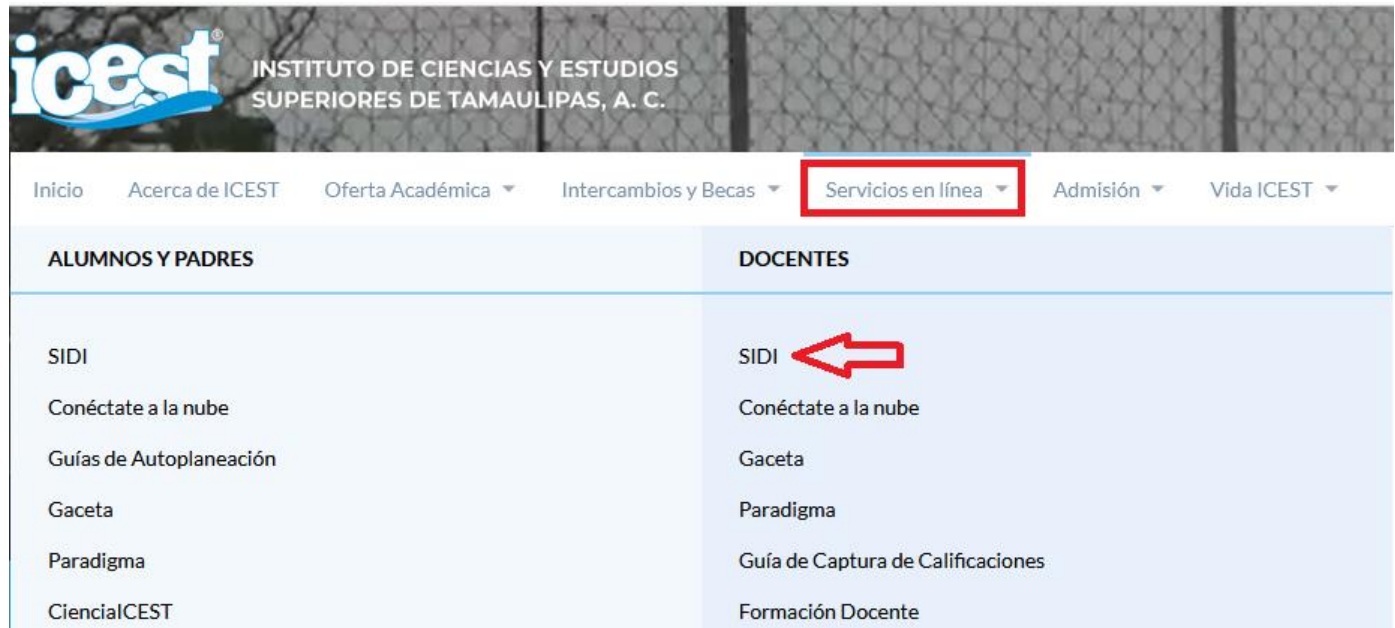 icest®
INSTITUTO DE CIENCIAS Y ESTUDIOS
SUPERIORES DE TAMAULIPAS, A. C.
Inicio Acerca de ICEST Oferta Académica Intercambios y Becas Servicios en línea Admisión Vida ICEST
ALUMNOS Y PADRES
SIDI
Conéctate a la nube
Guías de Autoplaneación
Gaceta
Paradigma
CienciaICEST
DOCENTES
SIDI
Conéctate a la nube
Gaceta
Paradigma
Guía de Captura de Calificaciones
Formación Docente